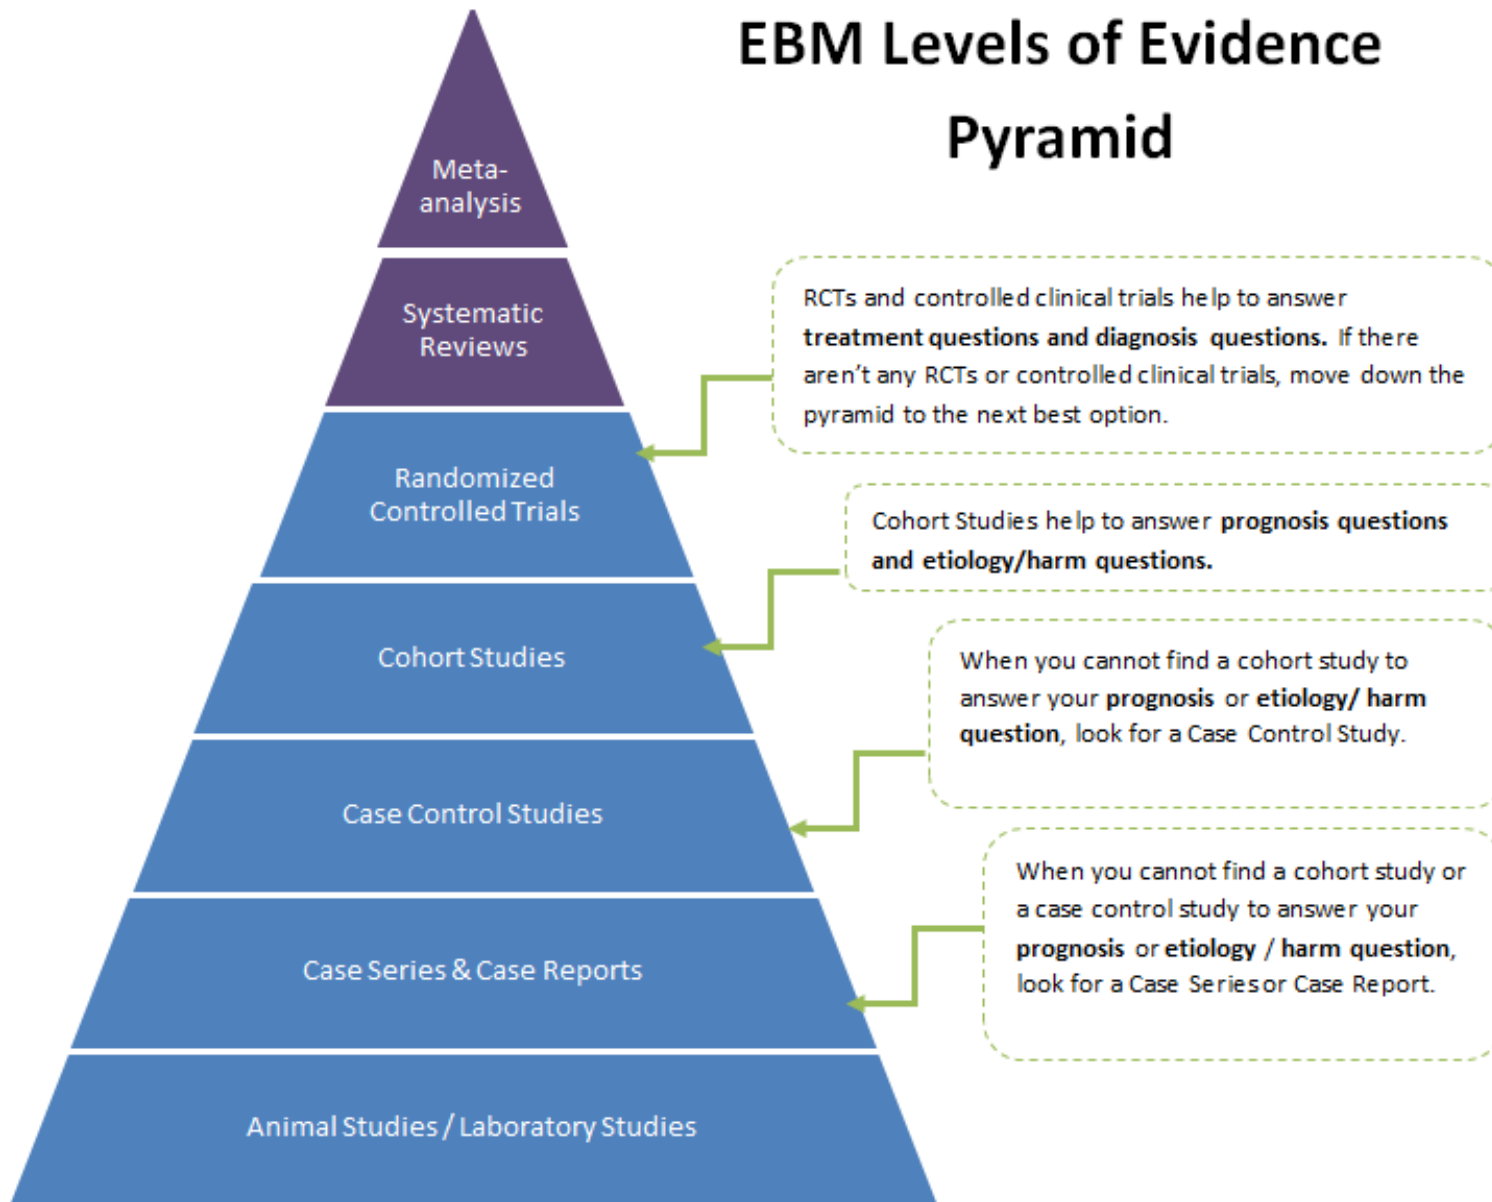 EBM Levels of Evidence
Pyramid
Meta-
analysis
Systematic
Reviews
RCTs and controlled clinical trials help to answer
treatment questions and diagnosis questions. If there
aren’t any RCTs or controlled clinical trials, move down the
pyramid to the next best option.
Randomized
Controlled Trials
Cohort Studies help to answer prognosis questions
and etiology/harm questions.
Cohort Studies
When you cannot find a cohort study to
answer your prognosis or etiology/ harm
question, look for a Case Control Study.
Case Control Studies
When you cannot find a cohort study or
a case control study to answer your
prognosis or etiology / harm question,
look for a Case Series or Case Report.
Case Series & Case Reports
Animal Studies / Laboratory Studies